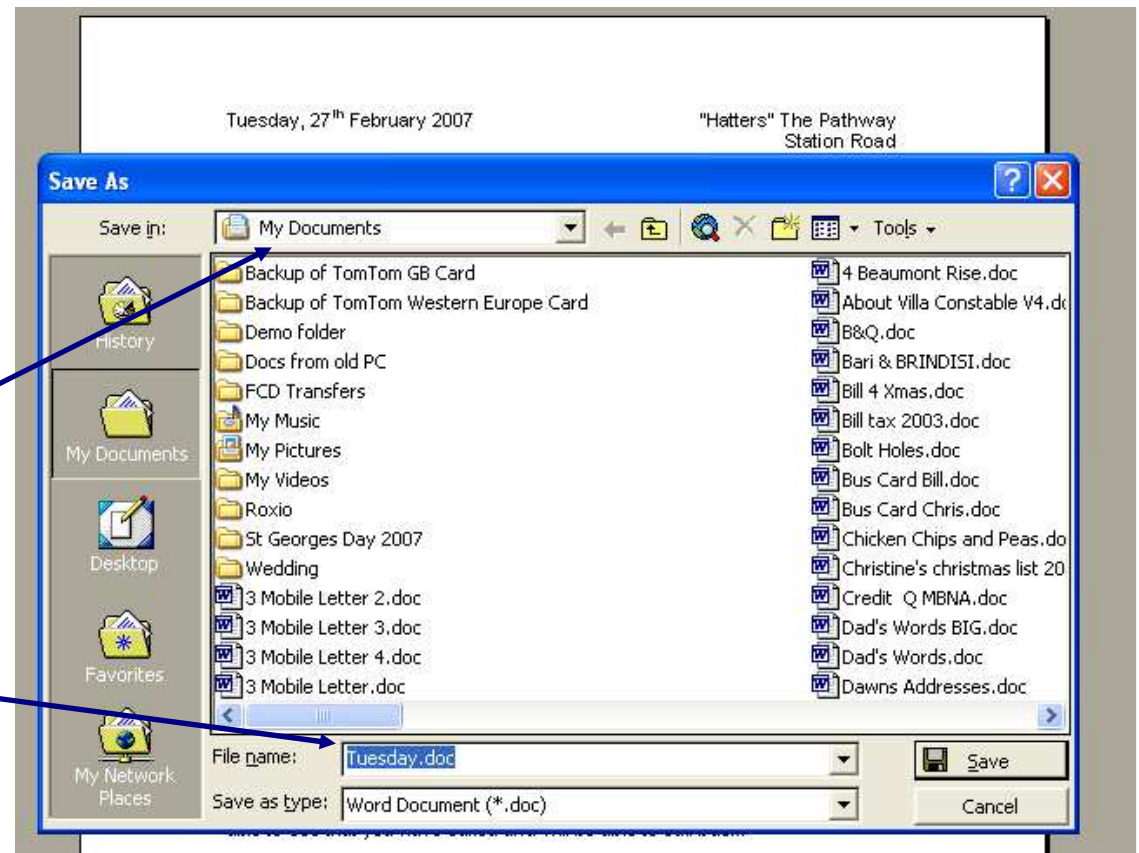 Tuesday, 27th February 2007 "Hatters" The Pathway
Station Road
Save As
Save in: My Documents Tools
History
My Documents
Desktop
Favorites
My Network
Places
Backup of TomTom GB Card
Backup of TomTom Western Europe Card
Demo folder
Docs from old PC
FCD Transfers
My Music
My Pictures
My Videos
Roxio
St Georges Day 2007
Wedding
3 Mobile Letter 2.doc
3 Mobile Letter 3.doc
3 Mobile Letter 4.doc
3 Mobile Letter.doc
4 Beaumont Rise.doc
About Villa Constable V4.do
B&Q.doc
Bari & BRINDISI.doc
Bill 4 Xmas.doc
Bill tax 2003.doc
Bolt Holes.doc
Bus Card Bill.doc
Bus Card Chris.doc
Chicken Chips and Peas.do
Christine's christmas list 20
Credit Q MBNA.doc
Dad's Words BIG.doc
Dad's Words.doc
Dawns Addresses.doc
File name: Tuesday.doc Save
Save as type: Word Document (*.doc) Cancel